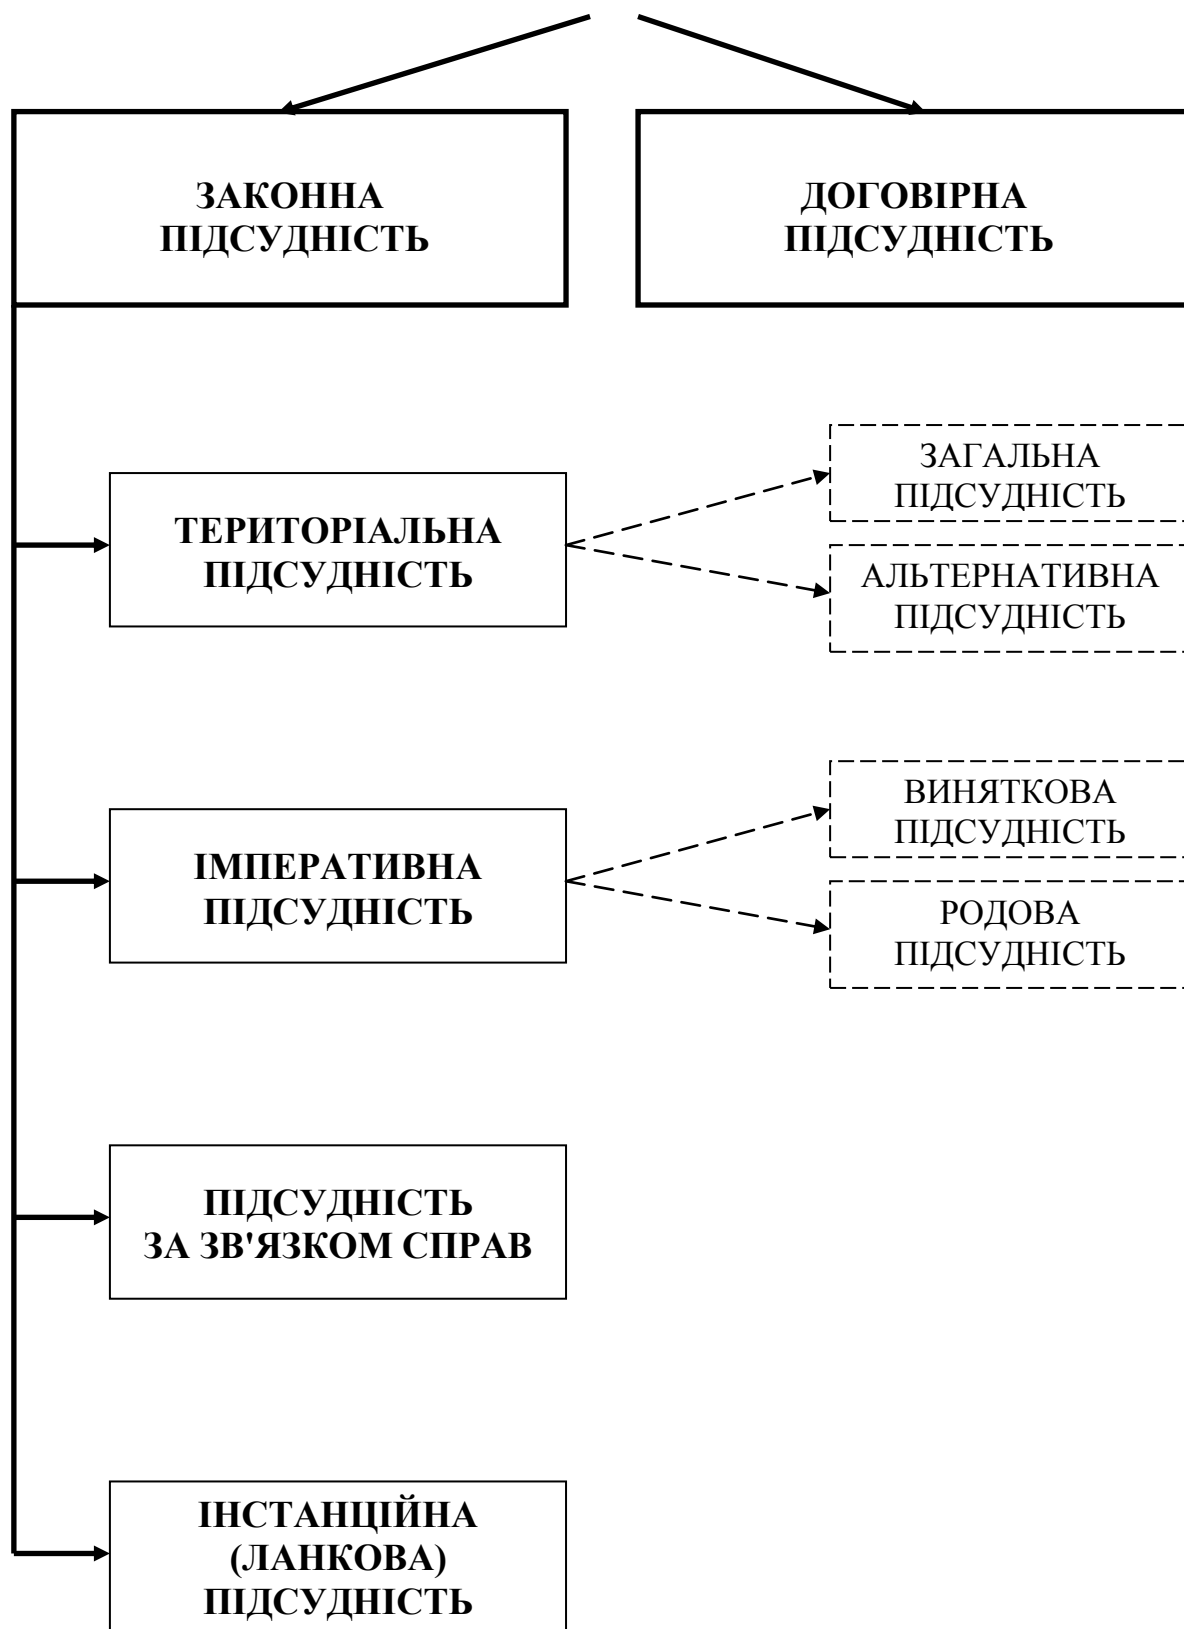 ЗАКОННА
ПІДСУДНІСТЬ
ДОГОВІРНА
ПІДСУДНІСТЬ
ТЕРИТОРІАЛЬНА
ПІДСУДНІСТЬ
ЗАГАЛЬНА
ПІДСУДНІСТЬ
АЛЬТЕРНАТИВНА
ПІДСУДНІСТЬ
ІМПЕРАТИВНА
ПІДСУДНІСТЬ
ВИНЯТКОВА
ПІДСУДНІСТЬ
РОДОВА
ПІДСУДНІСТЬ
ПІДСУДНІСТЬ
ЗА ЗВ'ЯЗКОМ СПРАВ
ІНСТАНЦІЙНА
(ЛАНКОВА)
ПІДСУДНІСТЬ